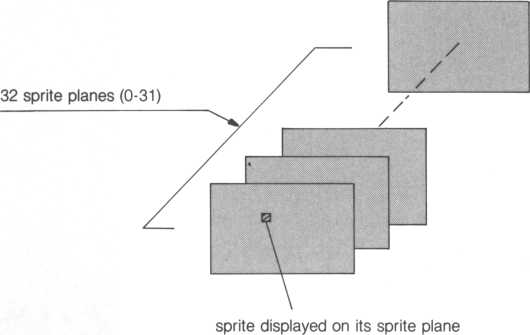 32 sprite planes (0-31)
sprite displayed on its sprite plane